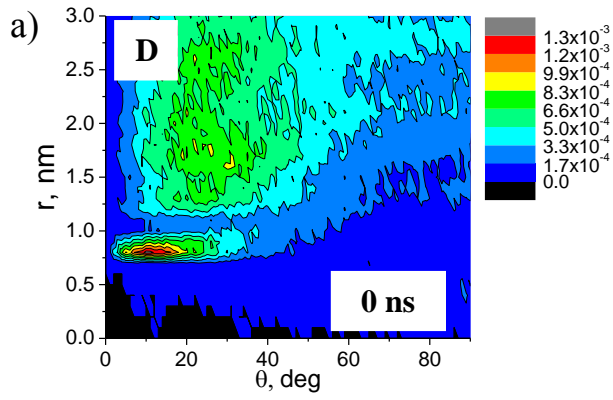 a)
D
0 ns
r, nm
3.0
2.5
2.0
1.5
1.0
0.5
0.0
0 20 40 60 80
θ, deg
1.3x10⁻³
1.2x10⁻³
9.9x10⁻⁴
8.3x10⁻⁴
6.6x10⁻⁴
5.0x10⁻⁴
3.3x10⁻⁴
1.7x10⁻⁴
0.0